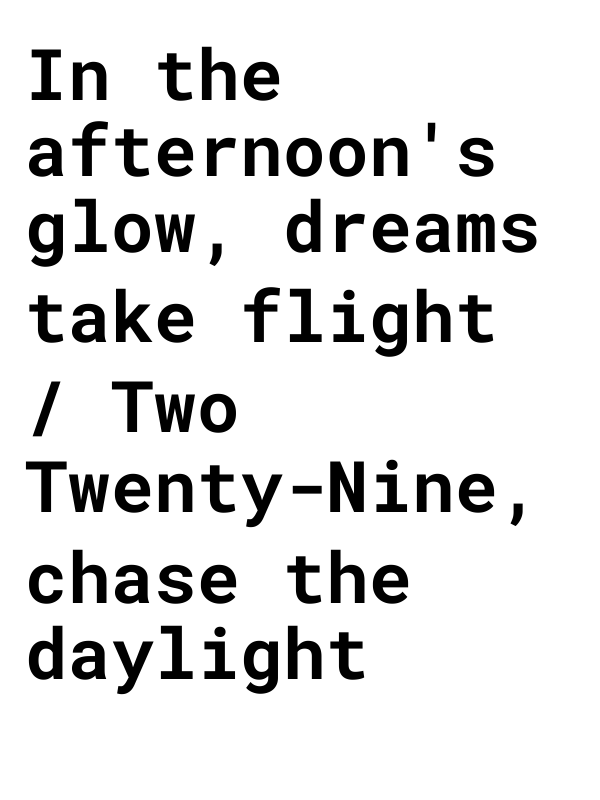 In the
afternoon's
glow, dreams
take flight
/ Two
Twenty-Nine,
chase the
daylight